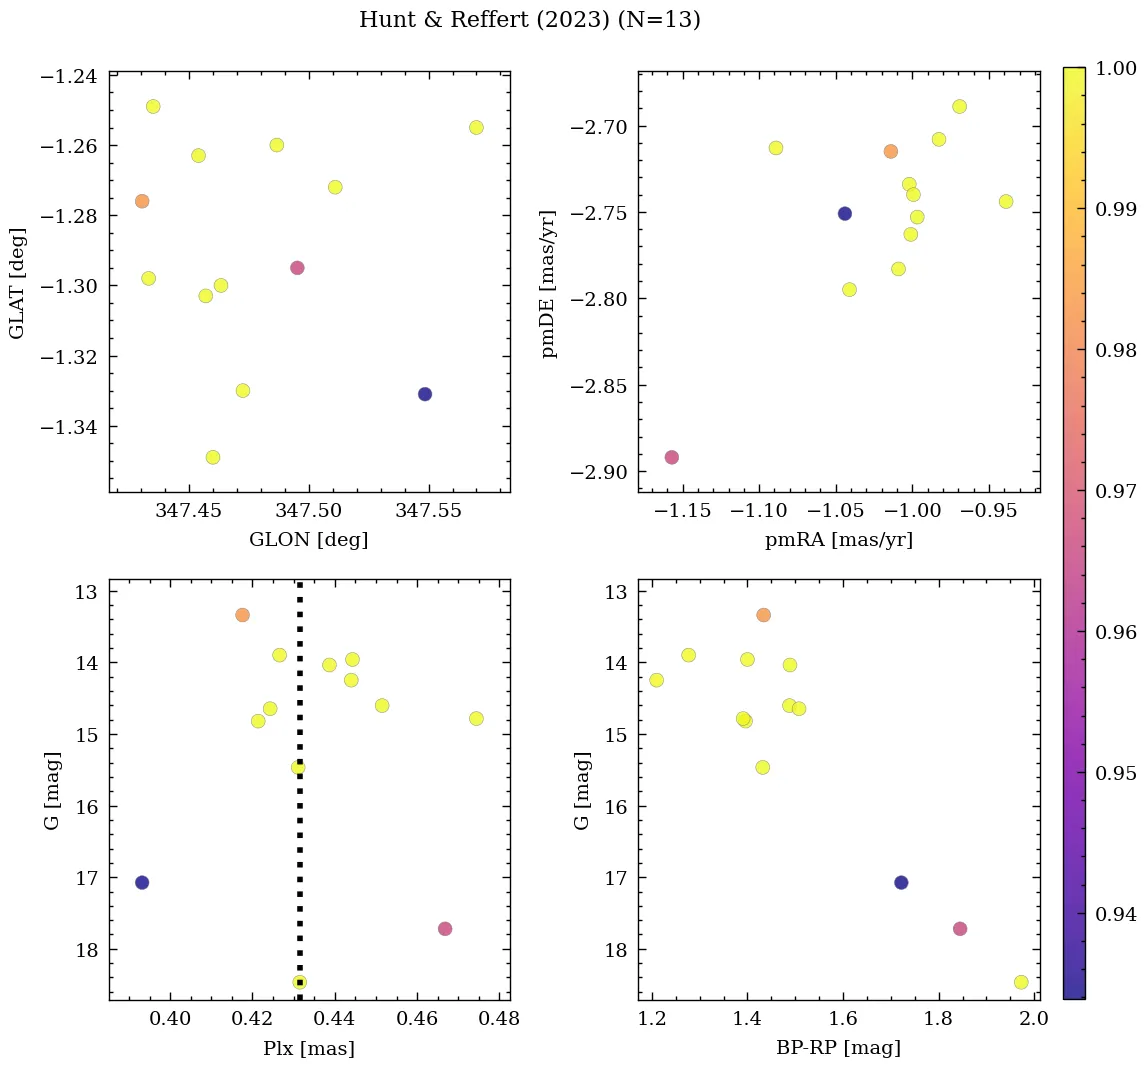 Hunt & Reffert (2023) (N=13)
−1.24
−1.26
−1.28
−1.30
−1.32
−1.34
GLAT [deg]
347.45 347.50 347.55
GLON [deg]
−2.70
−2.75
−2.80
−2.85
−2.90
pmDE [mas/yr]
−1.15 −1.10 −1.05 −1.00 −0.95
pmRA [mas/yr]
13
14
15
16
17
18
G [mag]
0.40 0.42 0.44 0.46 0.48
Plx [mas]
13
14
15
16
17
18
G [mag]
1.2 1.4 1.6 1.8 2.0
BP-RP [mag]
1.00
0.99
0.98
0.97
0.96
0.95
0.94